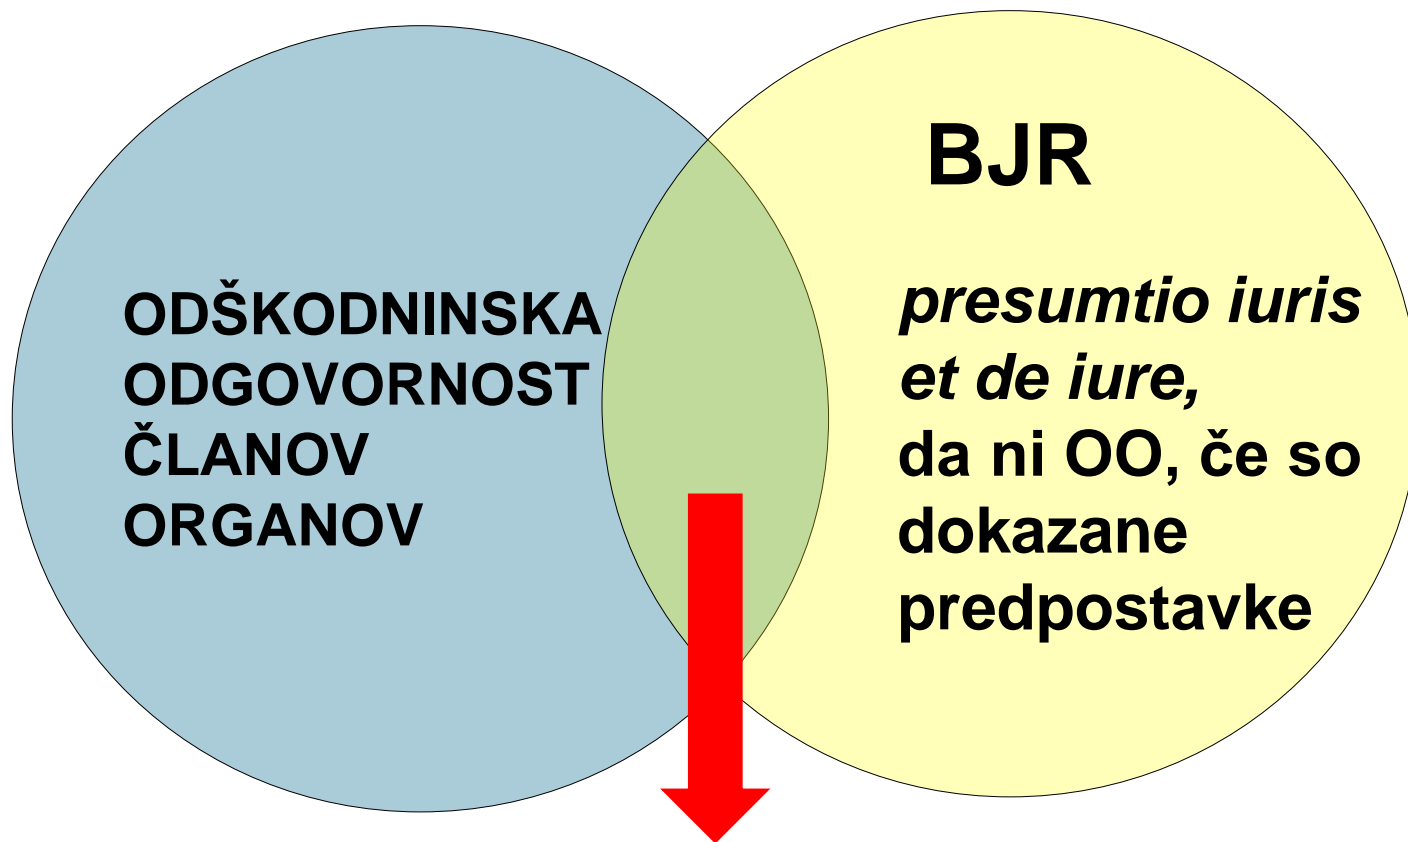 ODŠKODNINSKA
ODGOVORNOST
ČLANOV
ORGANOV
BJR
presumtio iuris
et de iure,
da ni OO, če so
dokazane
predpostavke